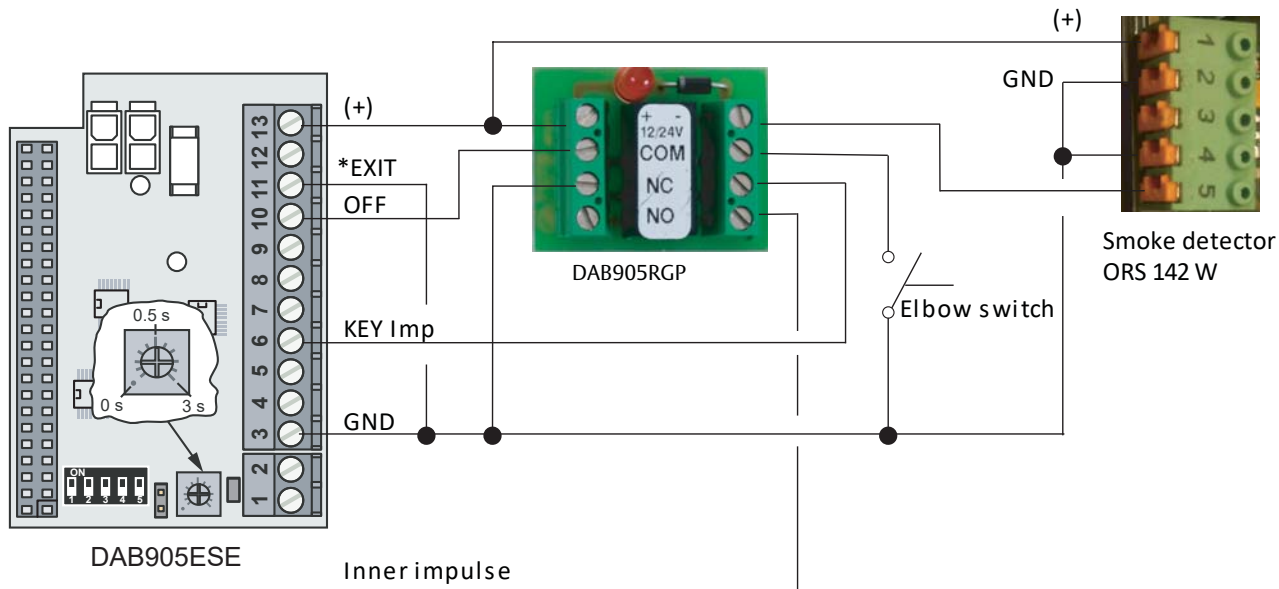 (+)
GND
1
2
3
4
5
Smoke detector
ORS 142 W
13
12
11
10
9
8
7
6
5
4
3
2
1
(+)
*EXIT
OFF
KEY Imp
GND
+ -
12/24V
COM
NC
NO
DAB905RGP
Elbow switch
0.5 s
0 s 3 s
ON
1 2 3 4 5
DAB905ESE
Inner impulse